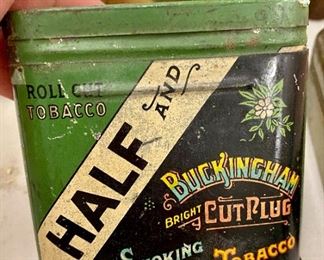 ROLL CUT
TOBACCO
HALF AND
BUCKINGHAM
BRIGHT CUT PLUG
SMOKING TOBACCO